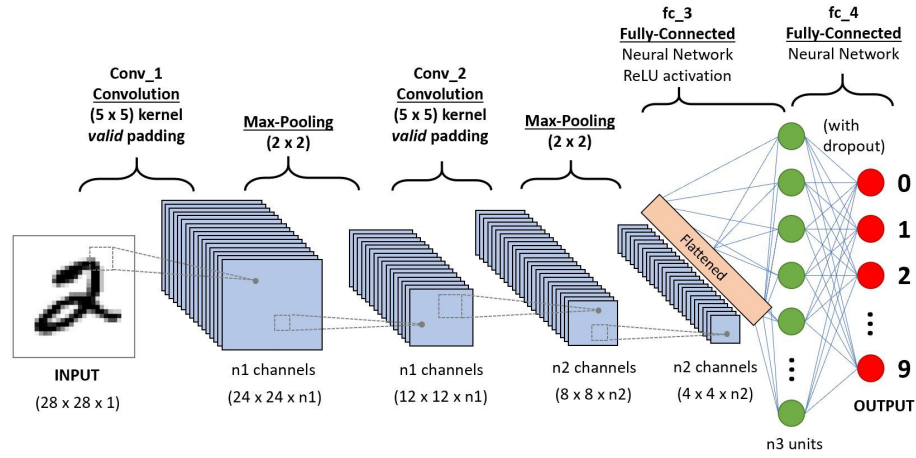 Conv_1
Convolution
(5 x 5) kernel
valid padding
Max-Pooling
(2 x 2)
Conv_2
Convolution
(5 x 5) kernel
valid padding
Max-Pooling
(2 x 2)
fc_3
Fully-Connected
Neural Network
ReLU activation
fc_4
Fully-Connected
Neural Network
(with
dropout)
2
INPUT
(28 x 28 x 1)
n1 channels
(24 x 24 x n1)
n1 channels
(12 x 12 x n1)
n2 channels
(8 x 8 x n2)
n2 channels
(4 x 4 x n2)
Flattened
n3 units
0
1
2
9
OUTPUT